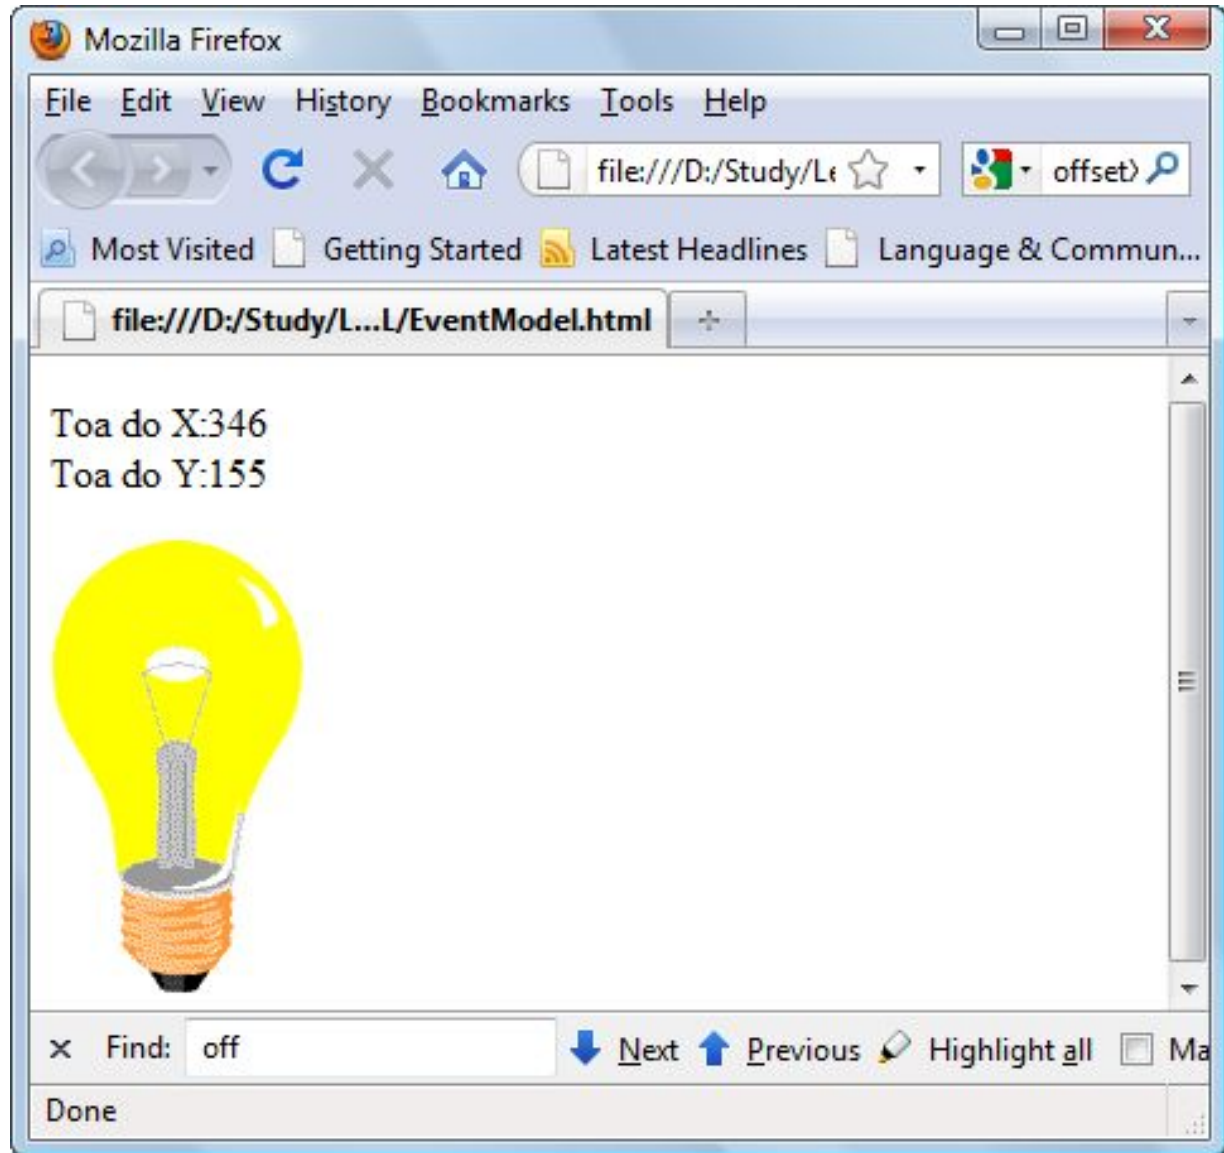 Mozilla Firefox
File Edit View History Bookmarks Tools Help
file:///D:/Study/Le offsetX
Most Visited Getting Started Latest Headlines Language & Commun...
file:///D:/Study/L...L/EventModel.html
Toa do X:346
Toa do Y:155
× Find: off Next Previous Highlight all Ma
Done